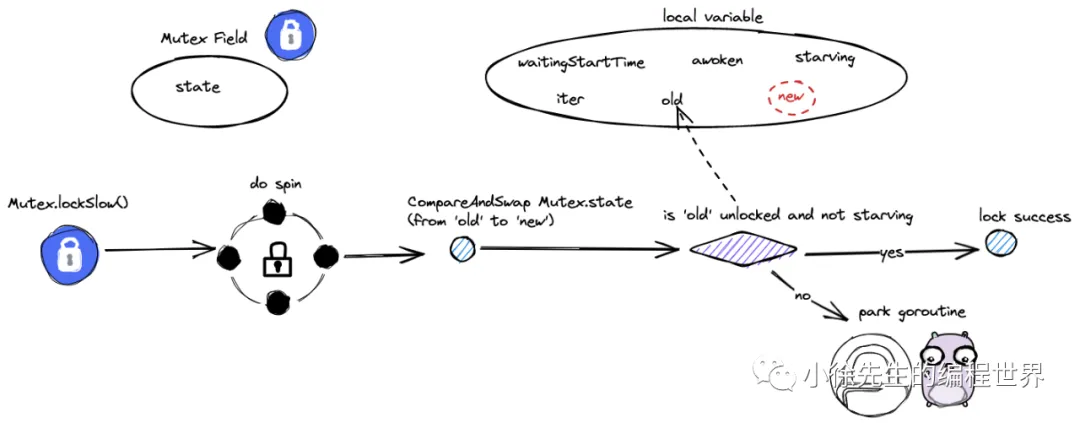 local variable
Mutex Field
state
waitingStartTime awoken starving
iter old new
do spin
Mutex.lockSlow()
CompareAndSwap Mutex.state
(from 'old' to 'new')
is 'old' unlocked and not starving
lock success
yes
no
park goroutine
小徐先生的编程世界